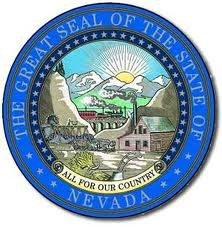 THE GREAT SEAL OF THE STATE OF
NEVADA
ALL FOR OUR COUNTRY